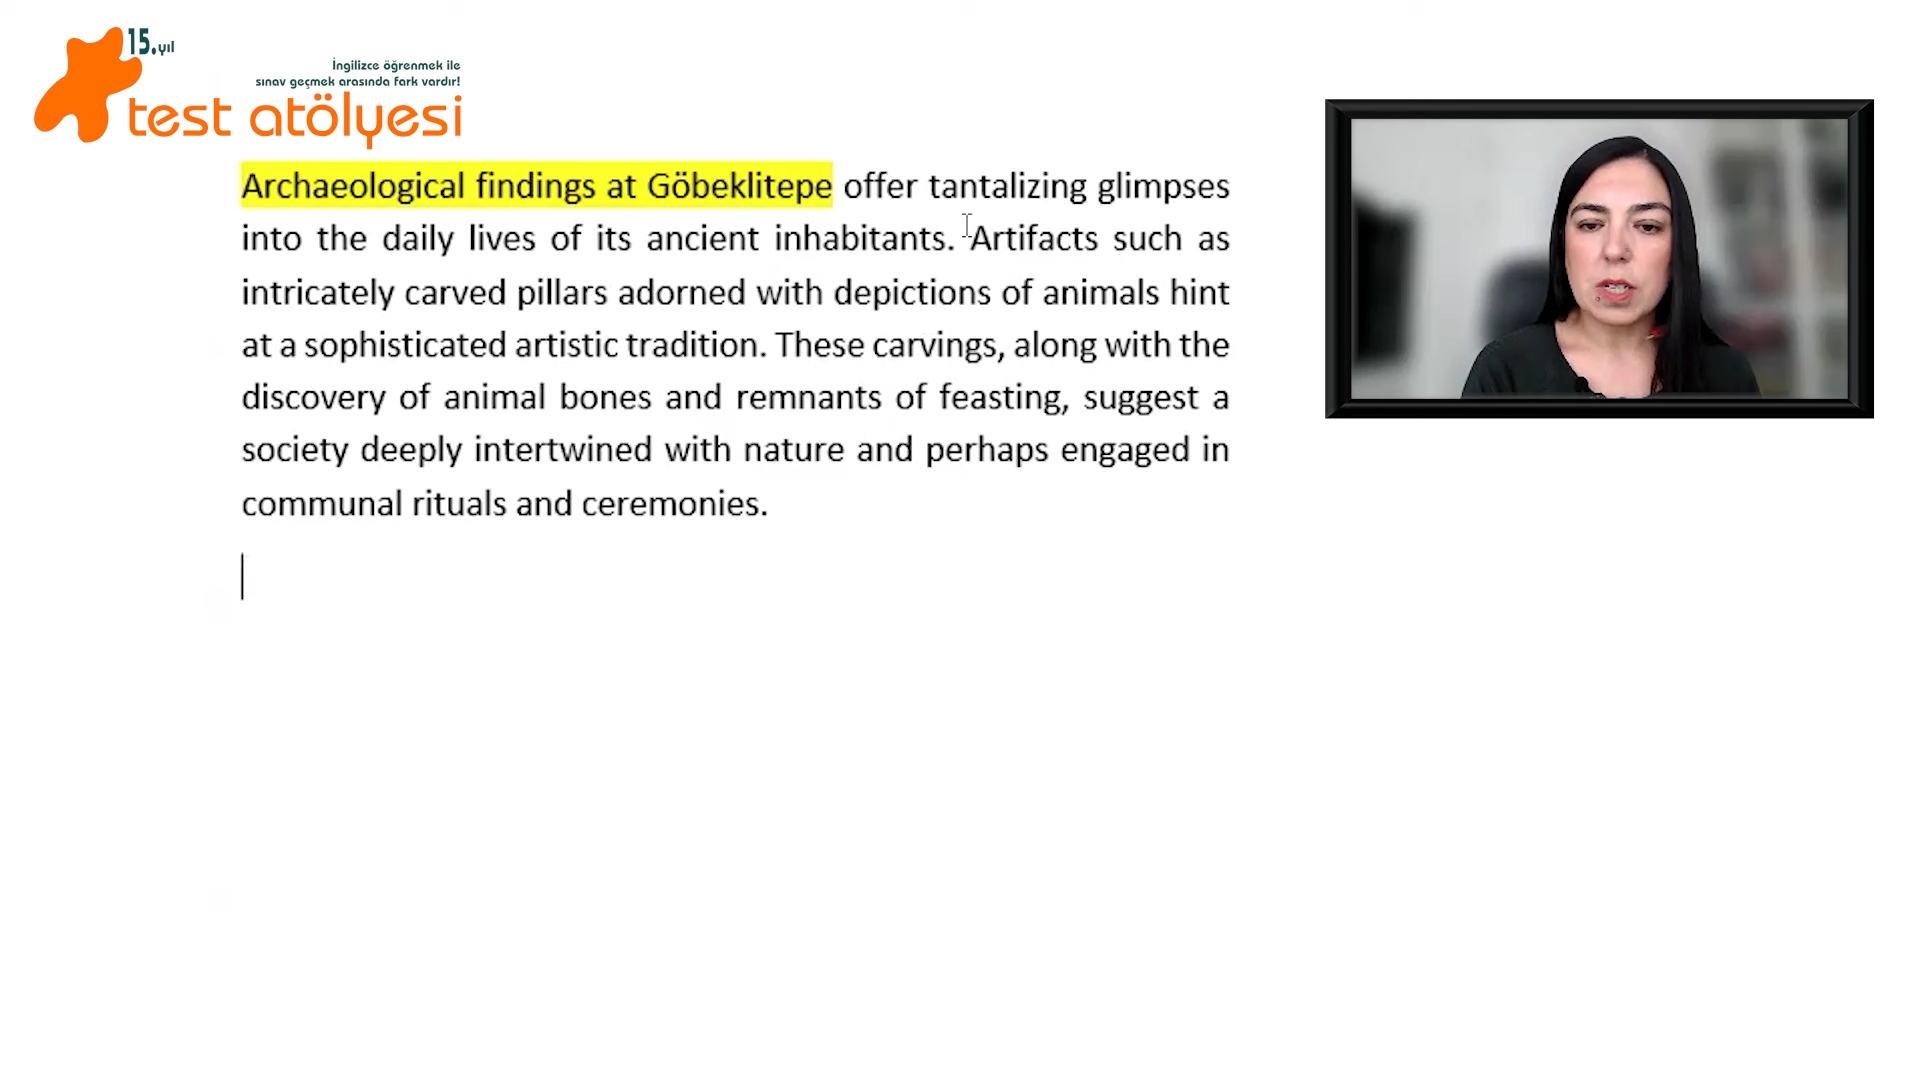 15.yıl
İngilizce öğrenmek ile
sınav geçmek arasında fark vardır!
test atölyesi
Archaeological findings at Göbeklitepe offer tantalizing glimpses
into the daily lives of its ancient inhabitants. Artifacts such as
intricately carved pillars adorned with depictions of animals hint
at a sophisticated artistic tradition. These carvings, along with the
discovery of animal bones and remnants of feasting, suggest a
society deeply intertwined with nature and perhaps engaged in
communal rituals and ceremonies.